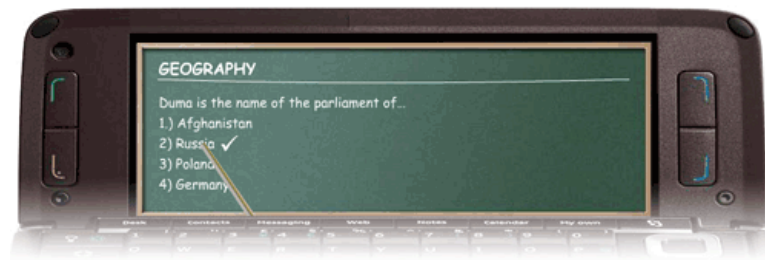 GEOGRAPHY
Duma is the name of the parliament of...
1.) Afghanistan
2) Russia ✓
3) Poland
4) Germany
Desk Contacts Messaging Web Notes Calendar My own